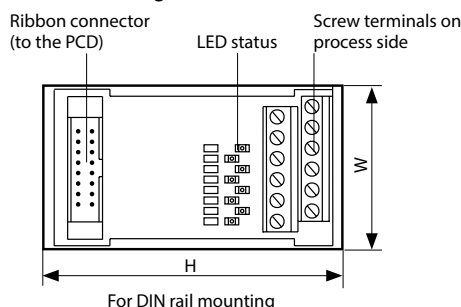 Ribbon connector
(to the PCD)
LED status
Screw terminals on
process side
W
H
For DIN rail mounting